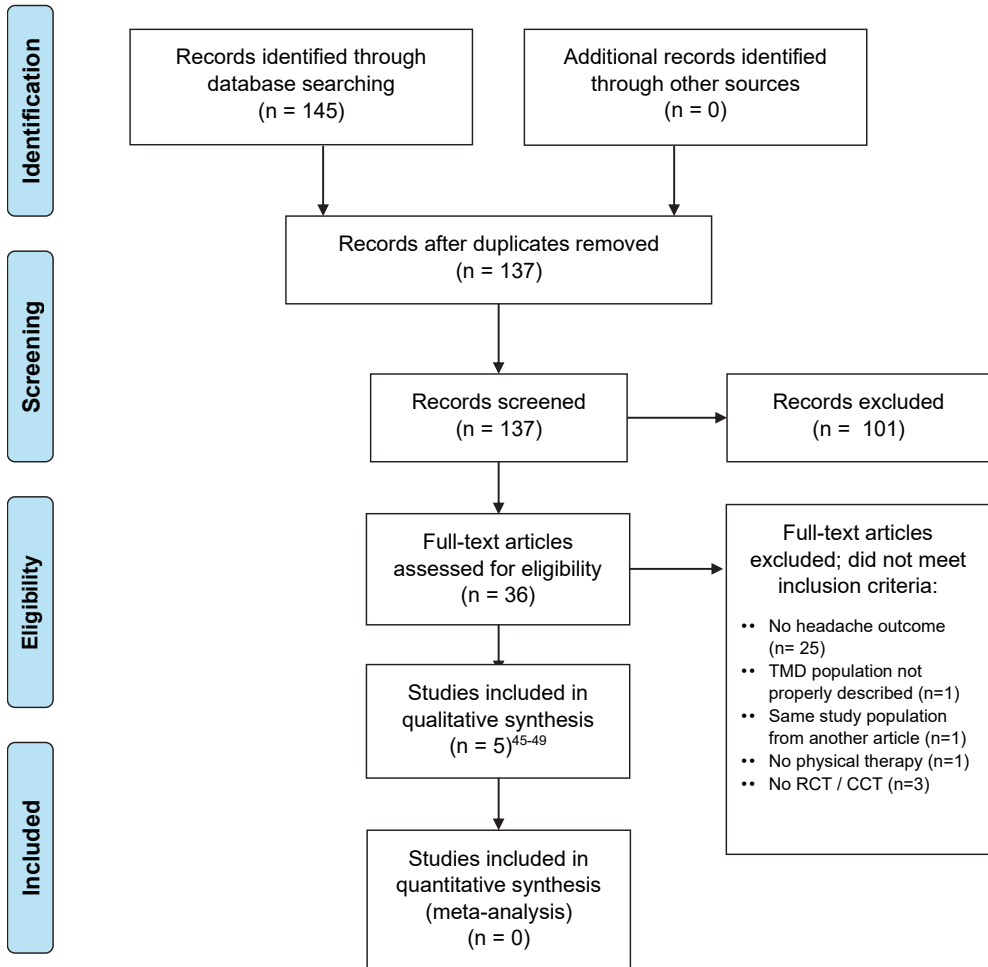 Identification
Records identified through
database searching
(n = 145)
Additional records identified
through other sources
(n = 0)
Records after duplicates removed
(n = 137)
Screening
Records screened
(n = 137)
Records excluded
(n =  101)
Eligibility
Full-text articles
assessed for eligibility
(n = 36)
Full-text articles
excluded; did not meet
inclusion criteria:
•• No headache outcome
(n= 25)
•• TMD population not
properly described (n=1)
•• Same study population
from another article (n=1)
•• No physical therapy (n=1)
•• No RCT / CCT (n=3)
Studies included in
qualitative synthesis
(n = 5)45-49
Included
Studies included in
quantitative synthesis
(meta-analysis)
(n = 0)